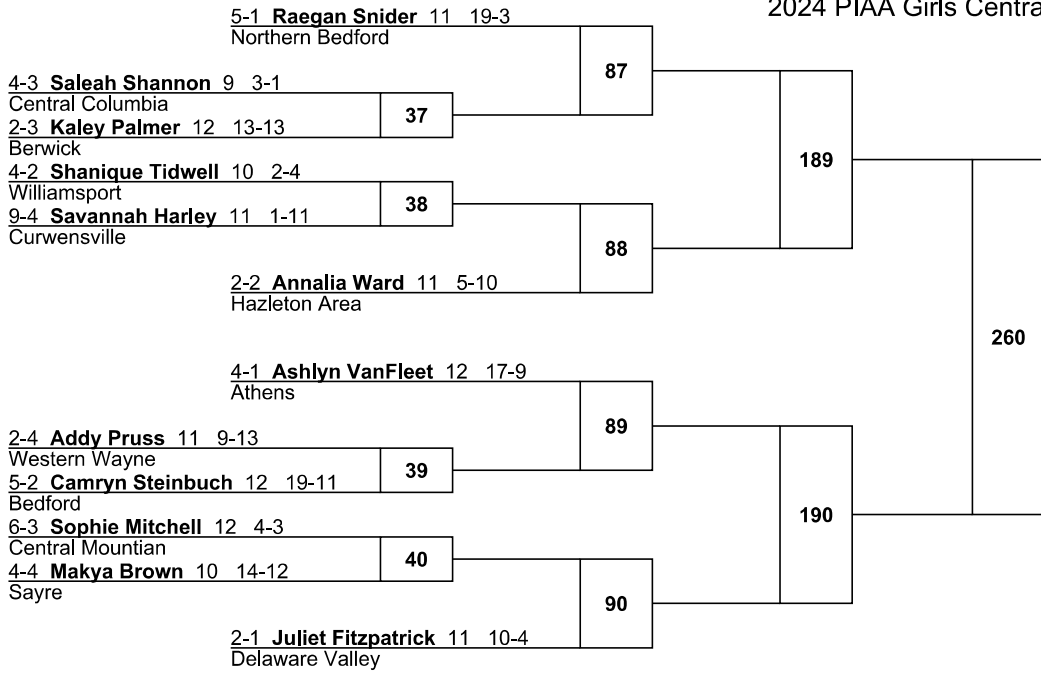 2024 PIAA Girls Centra
5-1 Raegan Snider 11 19-3
Northern Bedford
87
4-3 Saleah Shannon 9 3-1
Central Columbia
37
2-3 Kaley Palmer 12 13-13
Berwick
189
4-2 Shanique Tidwell 10 2-4
Williamsport
38
9-4 Savannah Harley 11 1-11
Curwensville
88
2-2 Annalia Ward 11 5-10
Hazleton Area
260
4-1 Ashlyn VanFleet 12 17-9
Athens
89
2-4 Addy Pruss 11 9-13
Western Wayne
39
5-2 Camryn Steinbuch 12 19-11
Bedford
190
6-3 Sophie Mitchell 12 4-3
Central Mountian
40
4-4 Makya Brown 10 14-12
Sayre
90
2-1 Juliet Fitzpatrick 11 10-4
Delaware Valley